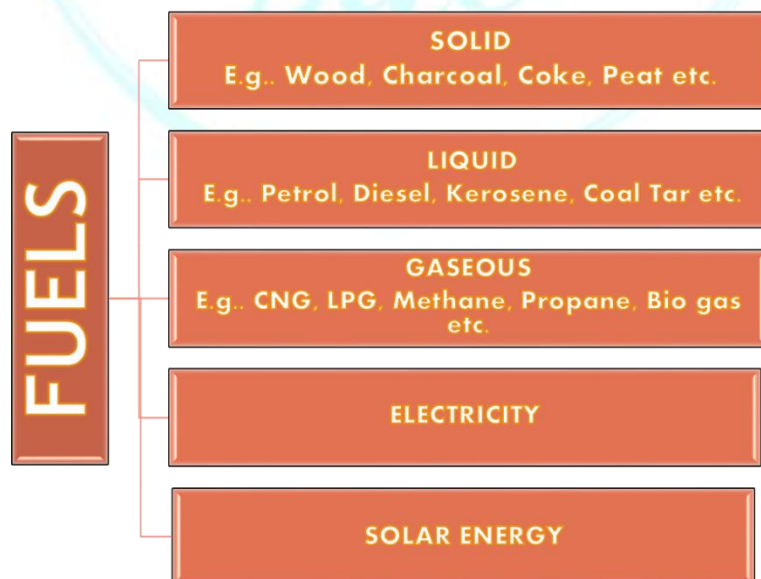 FUELS
SOLID
E.g.. Wood, Charcoal, Coke, Peat etc.
LIQUID
E.g.. Petrol, Diesel, Kerosene, Coal Tar etc.
GASEOUS
E.g.. CNG, LPG, Methane, Propane, Bio gas
etc.
ELECTRICITY
SOLAR ENERGY